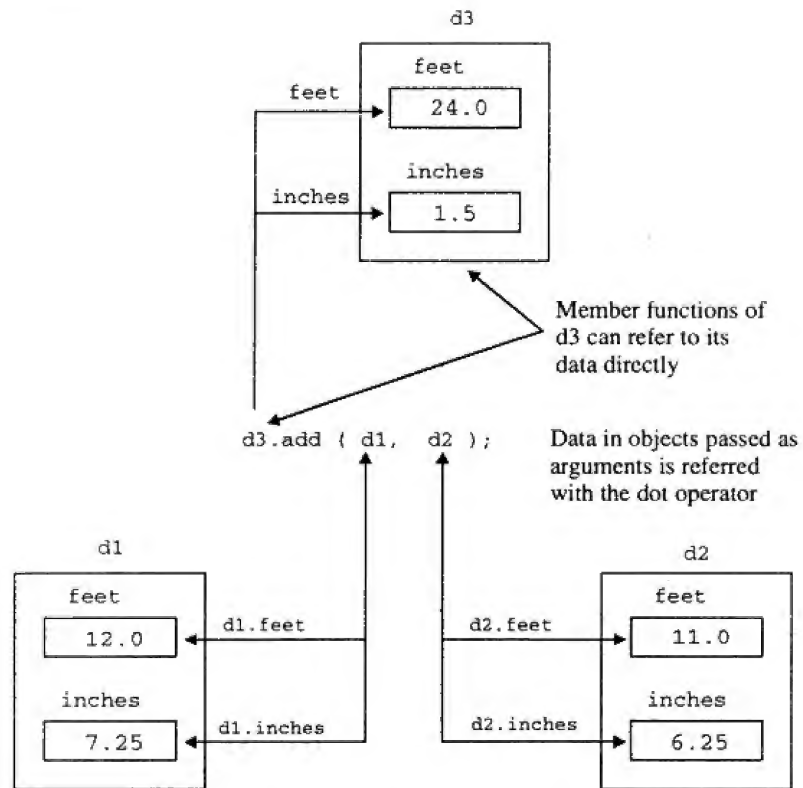 d3
feet
feet
24.0
inches
inches
1.5
Member functions of
d3 can refer to its
data directly
d3.add ( d1, d2 );
Data in objects passed as
arguments is referred
with the dot operator
d1
d2
feet
feet
12.0
d1.feet
d2.feet
11.0
inches
inches
7.25
d1.inches
d2.inches
6.25